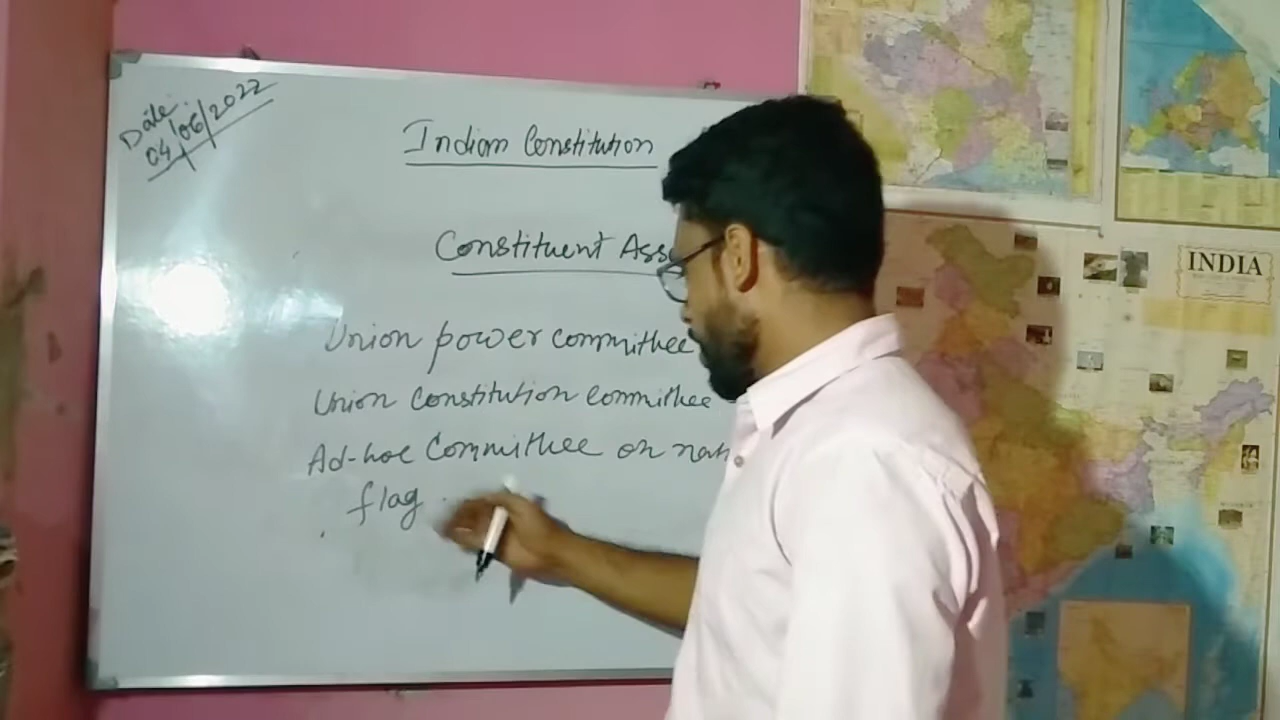 Date
04/06/2022
Indian Constitution
Constituent Ass
Union power committee
Union Constitution committee
Ad-hoc Committee on nat
flag
INDIA